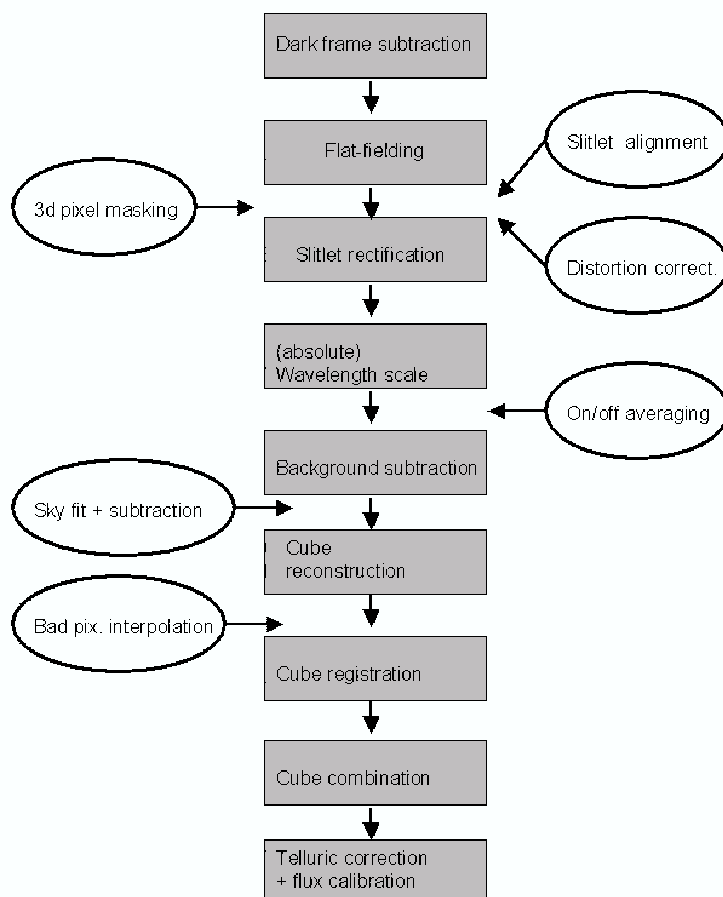 Dark frame subtraction
Flat-fielding
Slitlet alignment
3d pixel masking
Slitlet rectification
Distortion correct.
(absolute)
Wavelength scale
On/off averaging
Background subtraction
Sky fit + subtraction
Cube
reconstruction
Bad pix. interpolation
Cube registration
Cube combination
Telluric correction
+ flux calibration